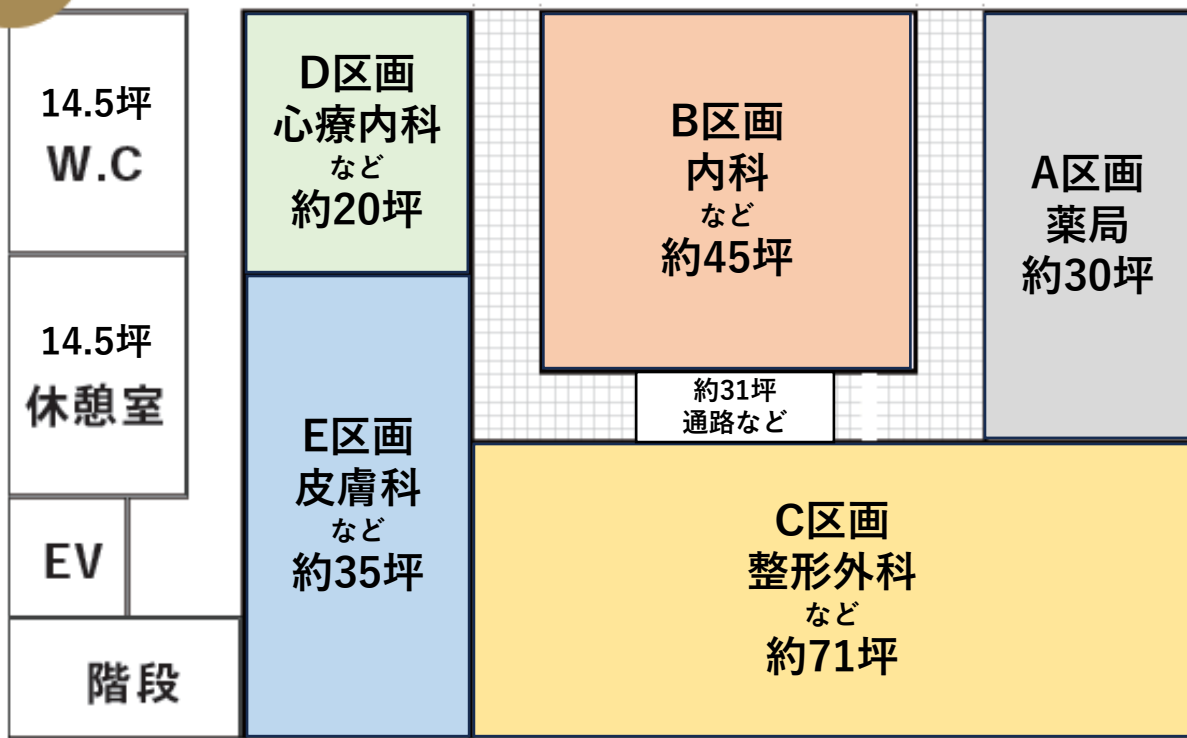 14.5坪
W.C
14.5坪
休憩室
EV
階段
D区画
心療内科
など
約20坪
E区画
皮膚科
など
約35坪
B区画
内科
など
約45坪
約31坪
通路など
A区画
薬局
約30坪
C区画
整形外科
など
約71坪